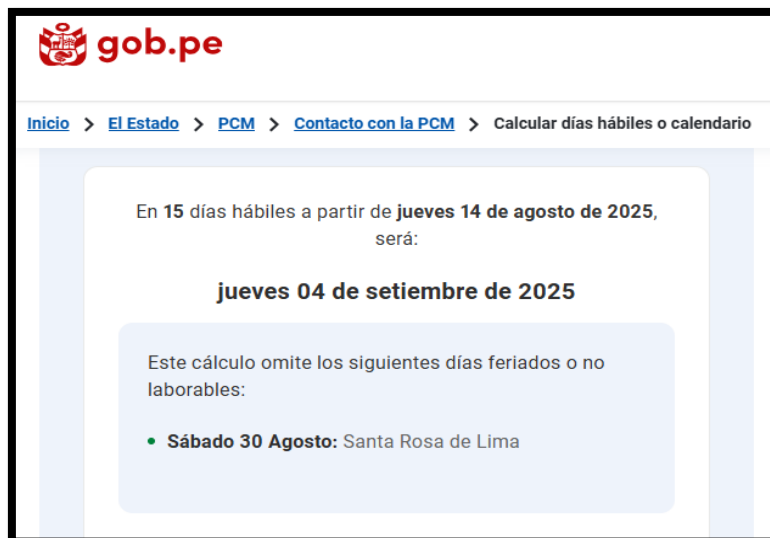 gob.pe
Inicio > El Estado > PCM > Contacto con la PCM > Calcular días hábiles o calendario
En 15 días hábiles a partir de jueves 14 de agosto de 2025,
será:
jueves 04 de setiembre de 2025
Este cálculo omite los siguientes días feriados o no
laborables:
• Sábado 30 Agosto: Santa Rosa de Lima